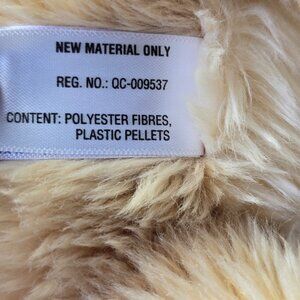 NEW MATERIAL ONLY
REG. NO.: QC-009537
CONTENT: POLYESTER FIBRES,
PLASTIC PELLETS